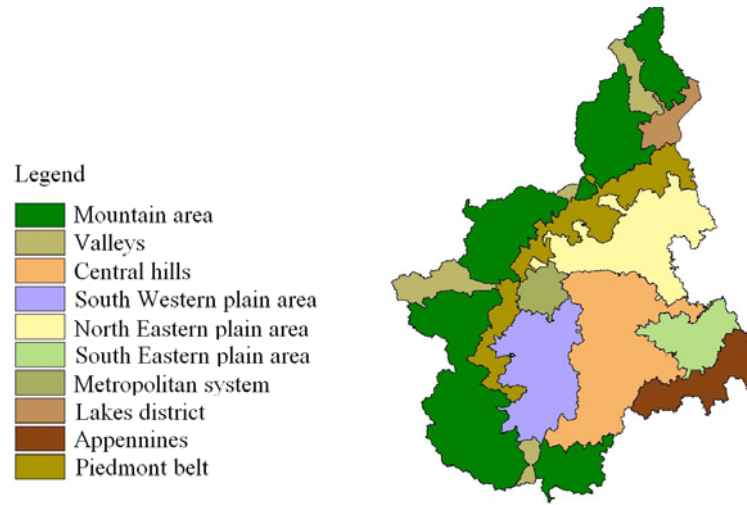 Legend
Mountain area
Valleys
Central hills
South Western plain area
North Eastern plain area
South Eastern plain area
Metropolitan system
Lakes district
Appennines
Piedmont belt